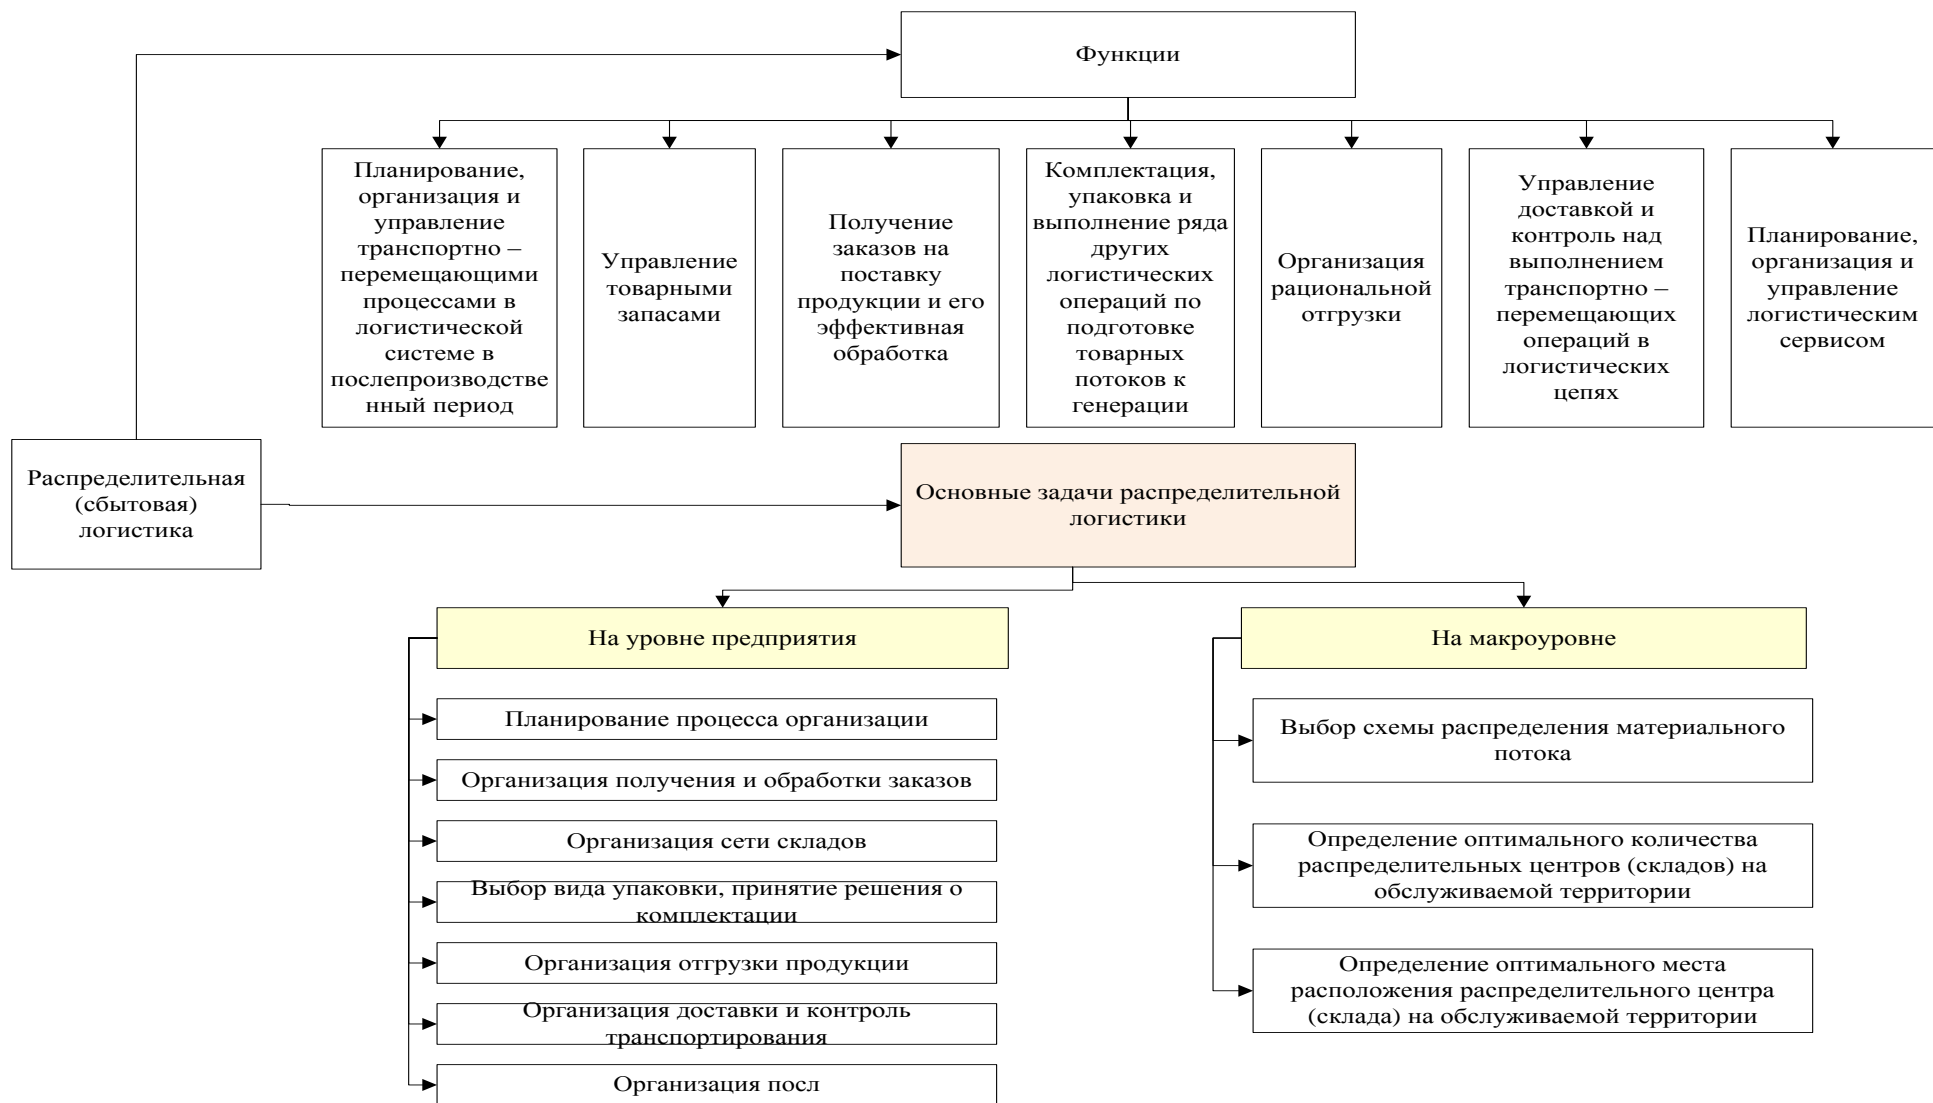 Функции
Планирование,
организация и
управление
транспортно –
перемещающими
процессами в
логистической
системе в
послепроизводстве
нный период
Управление
товарными
запасами
Получение
заказов на
поставку
продукции и его
эффективная
обработка
Комплектация,
упаковка и
выполнение ряда
других
логистических
операций по
подготовке
товарных
потоков к
генерации
Организация
рациональной
отгрузки
Управление
доставкой и
контроль над
выполнением
транспортно –
перемещающих
операций в
логистических
цепях
Планирование,
организация и
управление
логистическим
сервисом
Распределительная
(сбытовая)
логистика
Основные задачи распределительной
логистики
На уровне предприятия
Планирование процесса организации
Организация получения и обработки заказов
Организация сети складов
Выбор вида упаковки, принятие решения о
комплектации
Организация отгрузки продукции
Организация доставки и контроль
транспортирования
Организация посл
На макроуровне
Выбор схемы распределения материального
потока
Определение оптимального количества
распределительных центров (складов) на
обслуживаемой территории
Определение оптимального места
расположения распределительного центра
(склада) на обслуживаемой территории